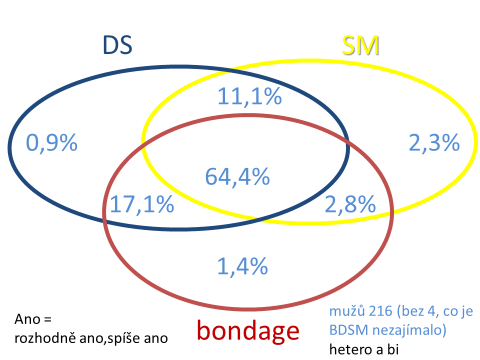 DS
SM
11,1%
0,9%
2,3%
64,4%
17,1%
2,8%
1,4%
Ano =
rozhodně ano,spíše ano
bondage
mužů 216 (bez 4, co je
BDSM nezajímalo)
hetero a bi